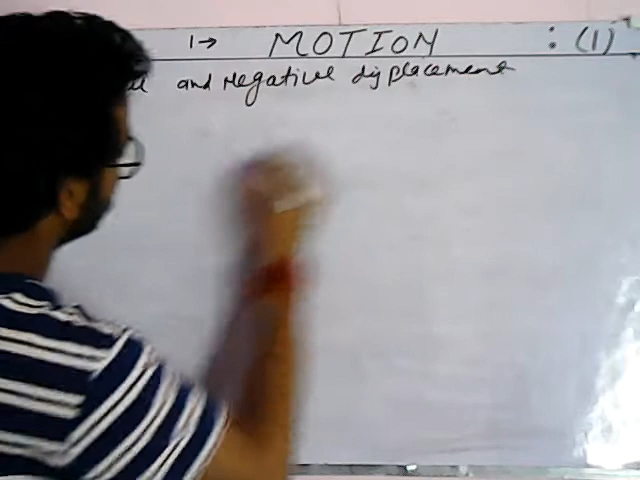 1→ MOTION : (1)
and Negative displacement